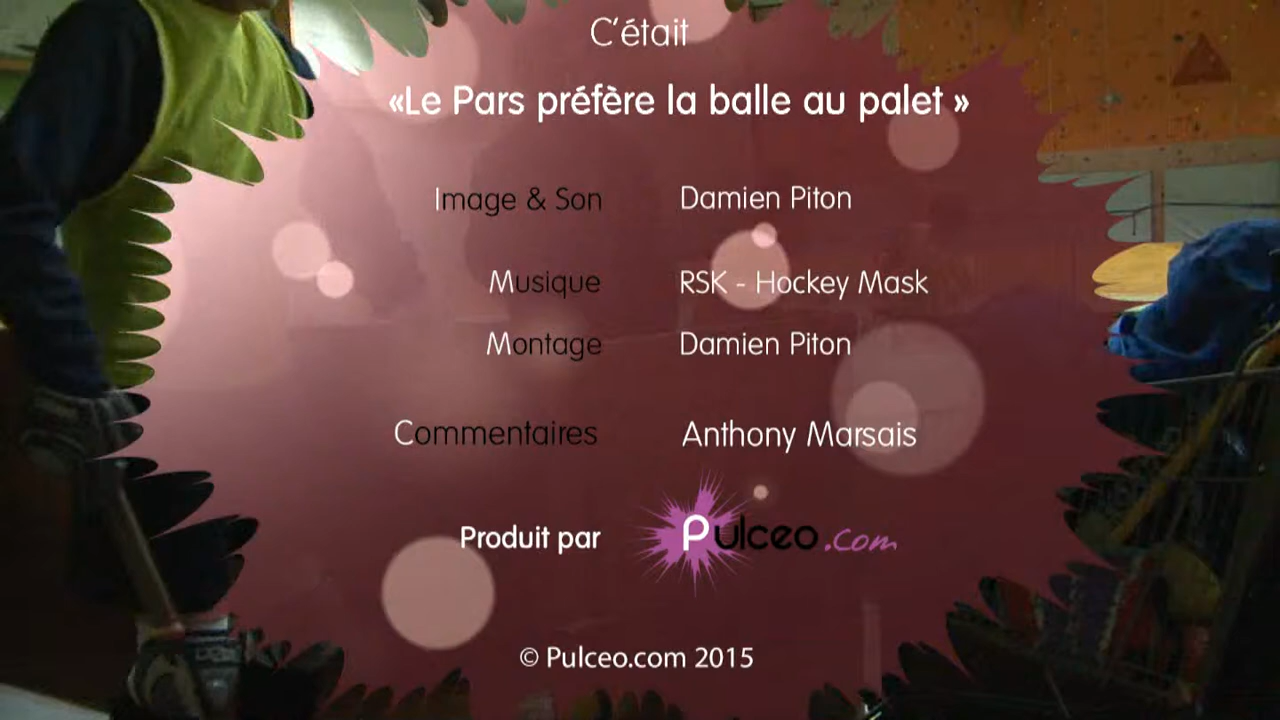 C'était
«Le Pars préfère la balle au palet »
Image & Son Damien Piton
Musique RSK - Hockey Mask
Montage Damien Piton
Commentaires Anthony Marsais
Produit par Pulceo.com
© Pulceo.com 2015